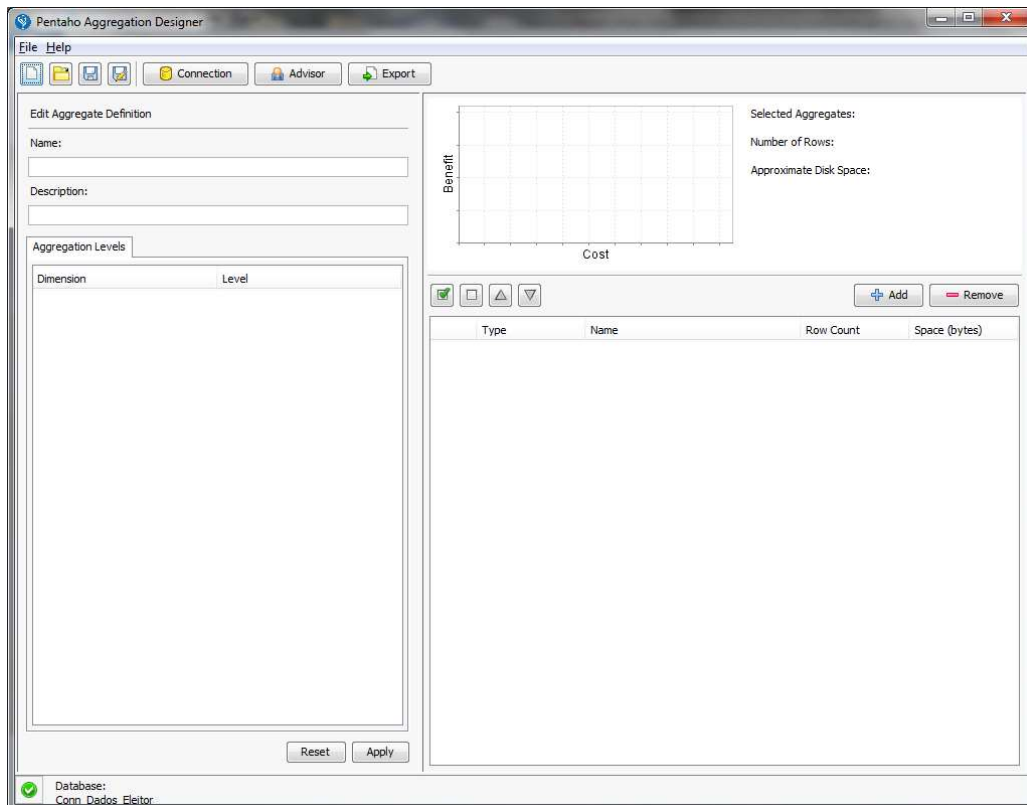 Pentaho Aggregation Designer
File Help
Connection Advisor Export
Edit Aggregate Definition
Name:
Description:
Aggregation Levels
Dimension Level
Reset Apply
Benefit
Cost
Selected Aggregates:
Number of Rows:
Approximate Disk Space:
Add Remove
Type Name Row Count Space (bytes)
Database:
Conn_Dados_Eleitor